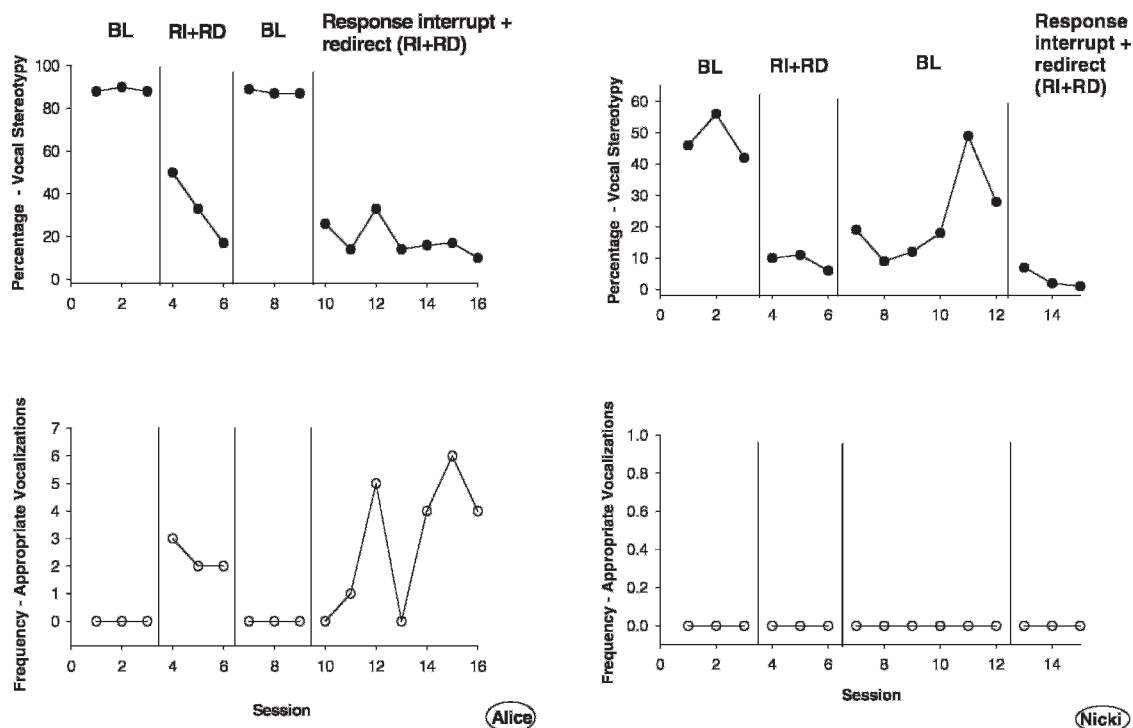 BL
RI+RD
BL
Response interrupt +
redirect (RI+RD)
Percentage - Vocal Stereotypy
100
80
60
40
20
0
0 2 4 6 8 10 12 14 16
Frequency - Appropriate Vocalizations
7
6
5
4
3
2
1
0
0 2 4 6 8 10 12 14 16
Session
Alice
BL
RI+RD
BL
Response
interrupt +
redirect
(RI+RD)
Percentage - Vocal Stereotypy
60
50
40
30
20
10
0
0 2 4 6 8 10 12 14
Frequency - Appropriate Vocalizations
1.0
0.8
0.6
0.4
0.2
0.0
0 2 4 6 8 10 12 14
Session
Nicki